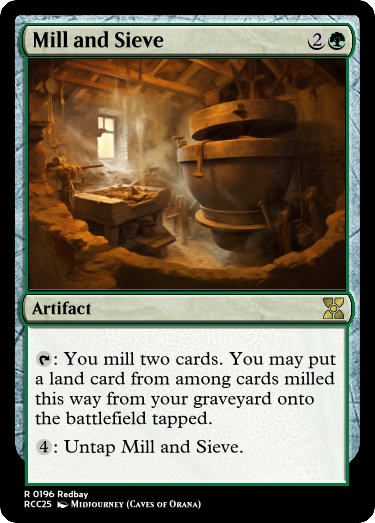 Mill and Sieve 2
: You mill two cards. You may put
a land card from among cards milled
this way from your graveyard onto
the battlefield tapped.
4: Untap Mill and Sieve.
Artifact
R 0196 Redbay
RCC25 Midjourney (Caves of Orana)